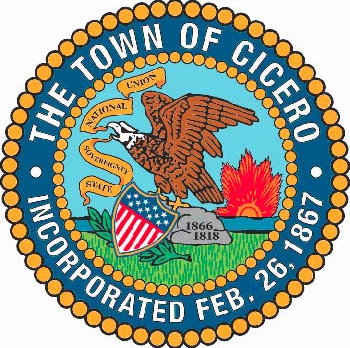 THE TOWN OF CICERO
INCORPORATED FEB. 26, 1867
UNION
NATIONAL
SOVEREIGNTY
STATE
1866
1818